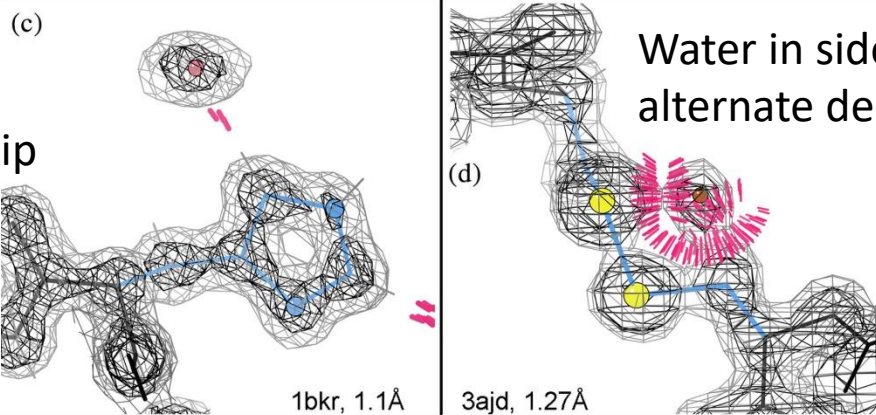 (c)
ip
1bkr, 1.1Å
Water in side
alternate de
(d)
3ajd, 1.27Å